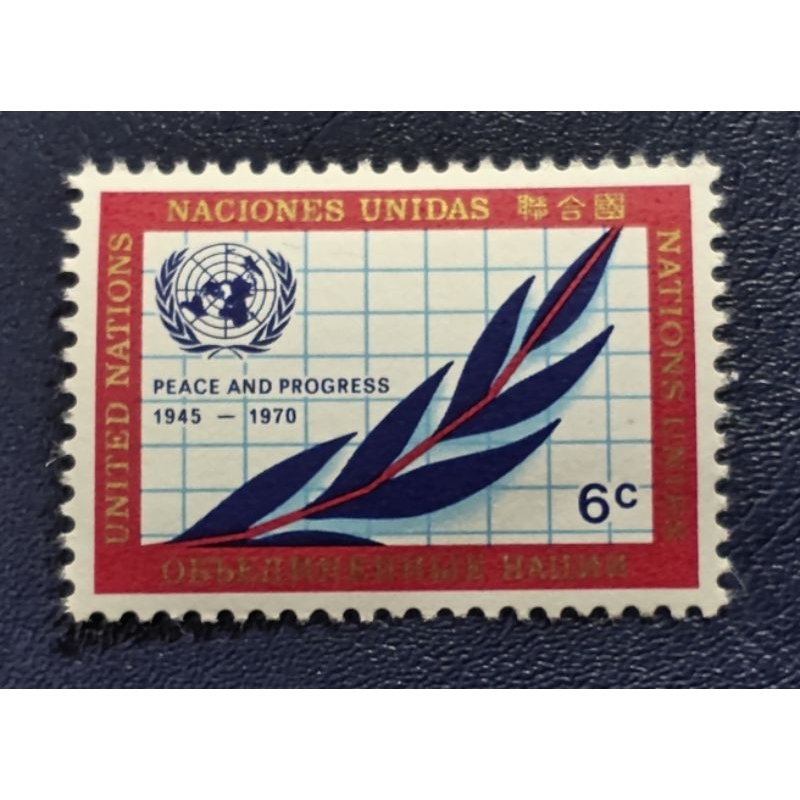 NACIONES UNIDAS 聯合國
UNITED NATIONS
NATIONS UNIES
PEACE AND PROGRESS
1945 – 1970
6c
ОБЪЕДИНЕННЫЕ НАЦИИ